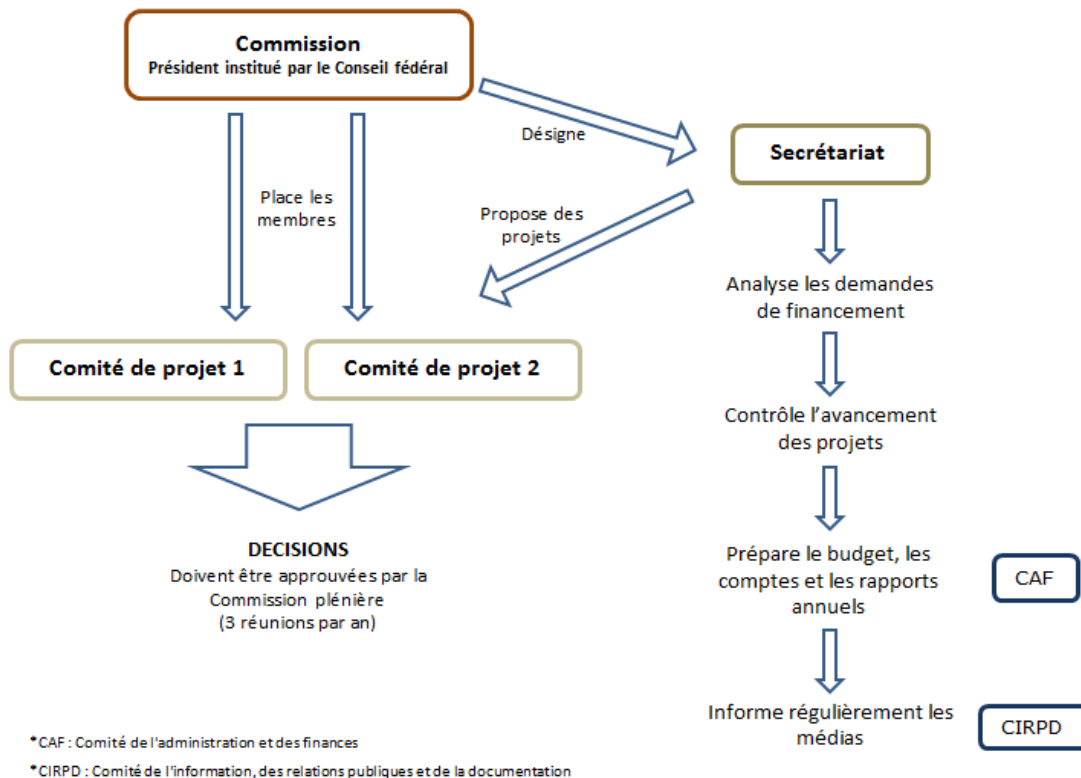 Commission
Président institué par le Conseil fédéral
Désigne
Secrétariat
Place les
membres
Propose des
projets
Analyse les demandes
de financement
Comité de projet 1
Comité de projet 2
Contrôle l’avancement
des projets
DECISIONS
Doivent être approuvées par la
Commission plénière
(3 réunions par an)
Prépare le budget, les
comptes et les rapports
annuels
CAF
Informe régulièrement les
médias
CIRPD
*CAF : Comité de l'administration et des finances
*CIRPD : Comité de l'information, des relations publiques et de la documentation